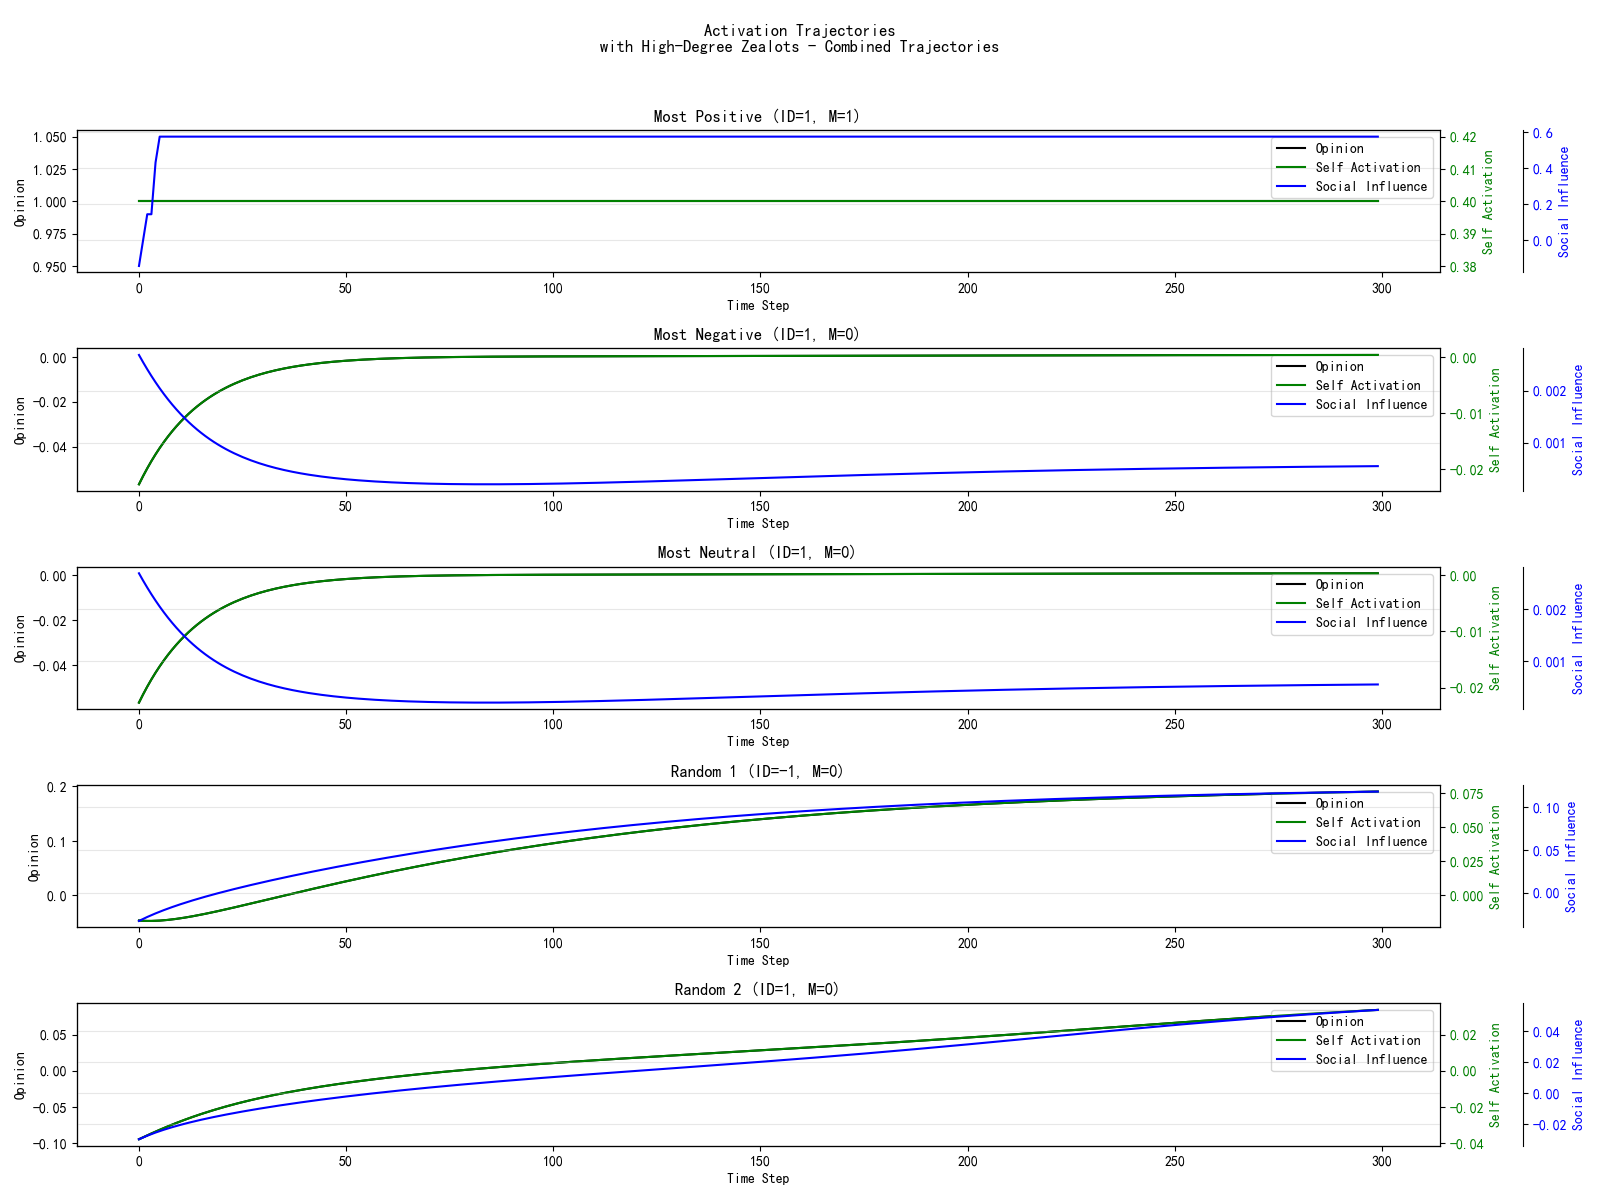 Activation Trajectories
with High-Degree Zealots - Combined Trajectories
Most Positive (ID=1, M=1)
Opinion
1.050
1.025
1.000
0.975
0.950
Opinion
Self Activation
Social Influence
0.42
0.41
0.40
0.39
0.38
Self Activation
0.6
0.4
0.2
0.0
Social Influence
0 50 100 150 200 250 300
Time Step
Most Negative (ID=1, M=0)
Opinion
0.00
-0.02
-0.04
Opinion
Self Activation
Social Influence
0.00
-0.01
-0.02
Self Activation
0.002
0.001
Social Influence
0 50 100 150 200 250 300
Time Step
Most Neutral (ID=1, M=0)
Opinion
0.00
-0.02
-0.04
Opinion
Self Activation
Social Influence
0.00
-0.01
-0.02
Self Activation
0.002
0.001
Social Influence
0 50 100 150 200 250 300
Time Step
Random 1 (ID=-1, M=0)
Opinion
0.2
0.1
0.0
Opinion
Self Activation
Social Influence
0.075
0.050
0.025
0.000
Self Activation
0.10
0.05
0.00
Social Influence
0 50 100 150 200 250 300
Time Step
Random 2 (ID=1, M=0)
Opinion
0.05
0.00
-0.05
-0.10
Opinion
Self Activation
Social Influence
0.02
0.00
-0.02
-0.04
Self Activation
0.04
0.02
0.00
-0.02
Social Influence
0 50 100 150 200 250 300
Time Step